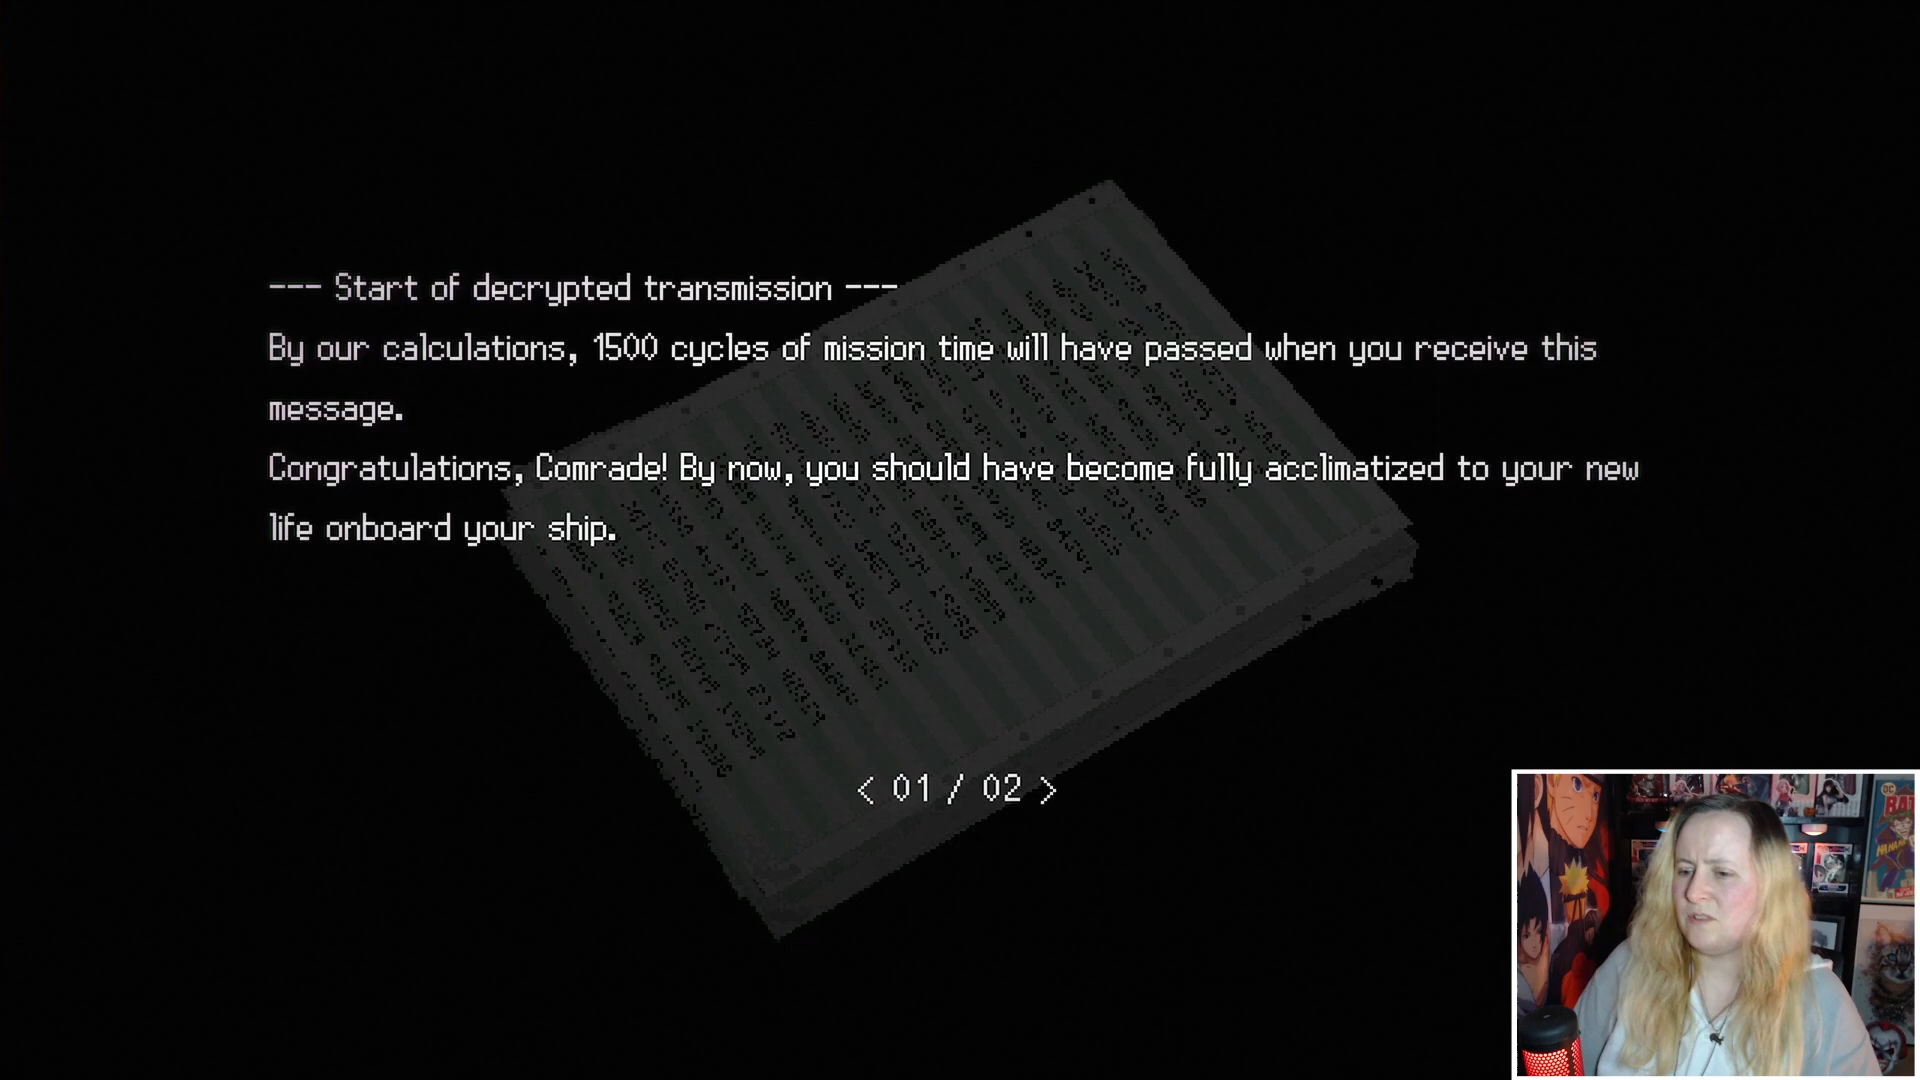 --- Start of decrypted transmission ---
By our calculations, 1500 cycles of mission time will have passed when you receive this
message.
Congratulations, Comrade! By now, you should have become fully acclimatized to your new
life onboard your ship.
< 01 / 02 >
DC